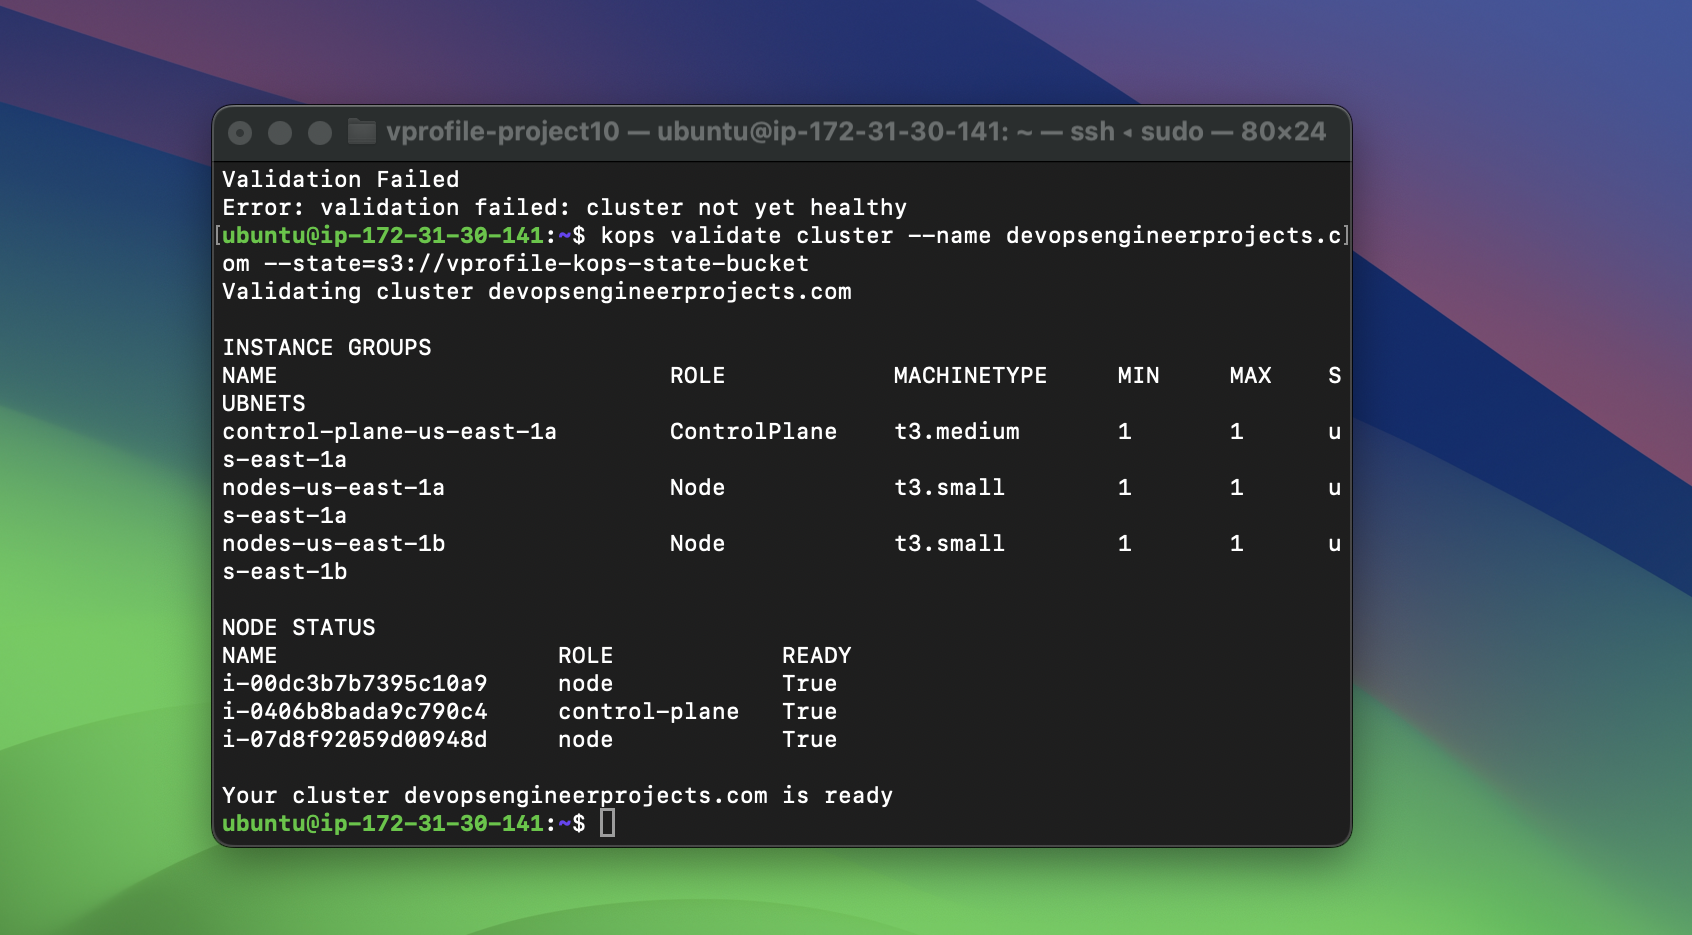 vprofile-project10 — ubuntu@ip-172-31-30-141: ~ — ssh ◂ sudo — 80×24
Validation Failed
Error: validation failed: cluster not yet healthy
[ubuntu@ip-172-31-30-141:~$ kops validate cluster --name devopsengineerprojects.c]
om --state=s3://vprofile-kops-state-bucket
Validating cluster devopsengineerprojects.com
INSTANCE GROUPS
NAME ROLE MACHINETYPE MIN MAX S
UBNETS
control-plane-us-east-1a ControlPlane t3.medium 1 1 u
s-east-1a
nodes-us-east-1a Node t3.small 1 1 u
s-east-1a
nodes-us-east-1b Node t3.small 1 1 u
s-east-1b
NODE STATUS
NAME ROLE READY
i-00dc3b7b7395c10a9 node True
i-0406b8bada9c790c4 control-plane True
i-07d8f92059d00948d node True
Your cluster devopsengineerprojects.com is ready
ubuntu@ip-172-31-30-141:~$